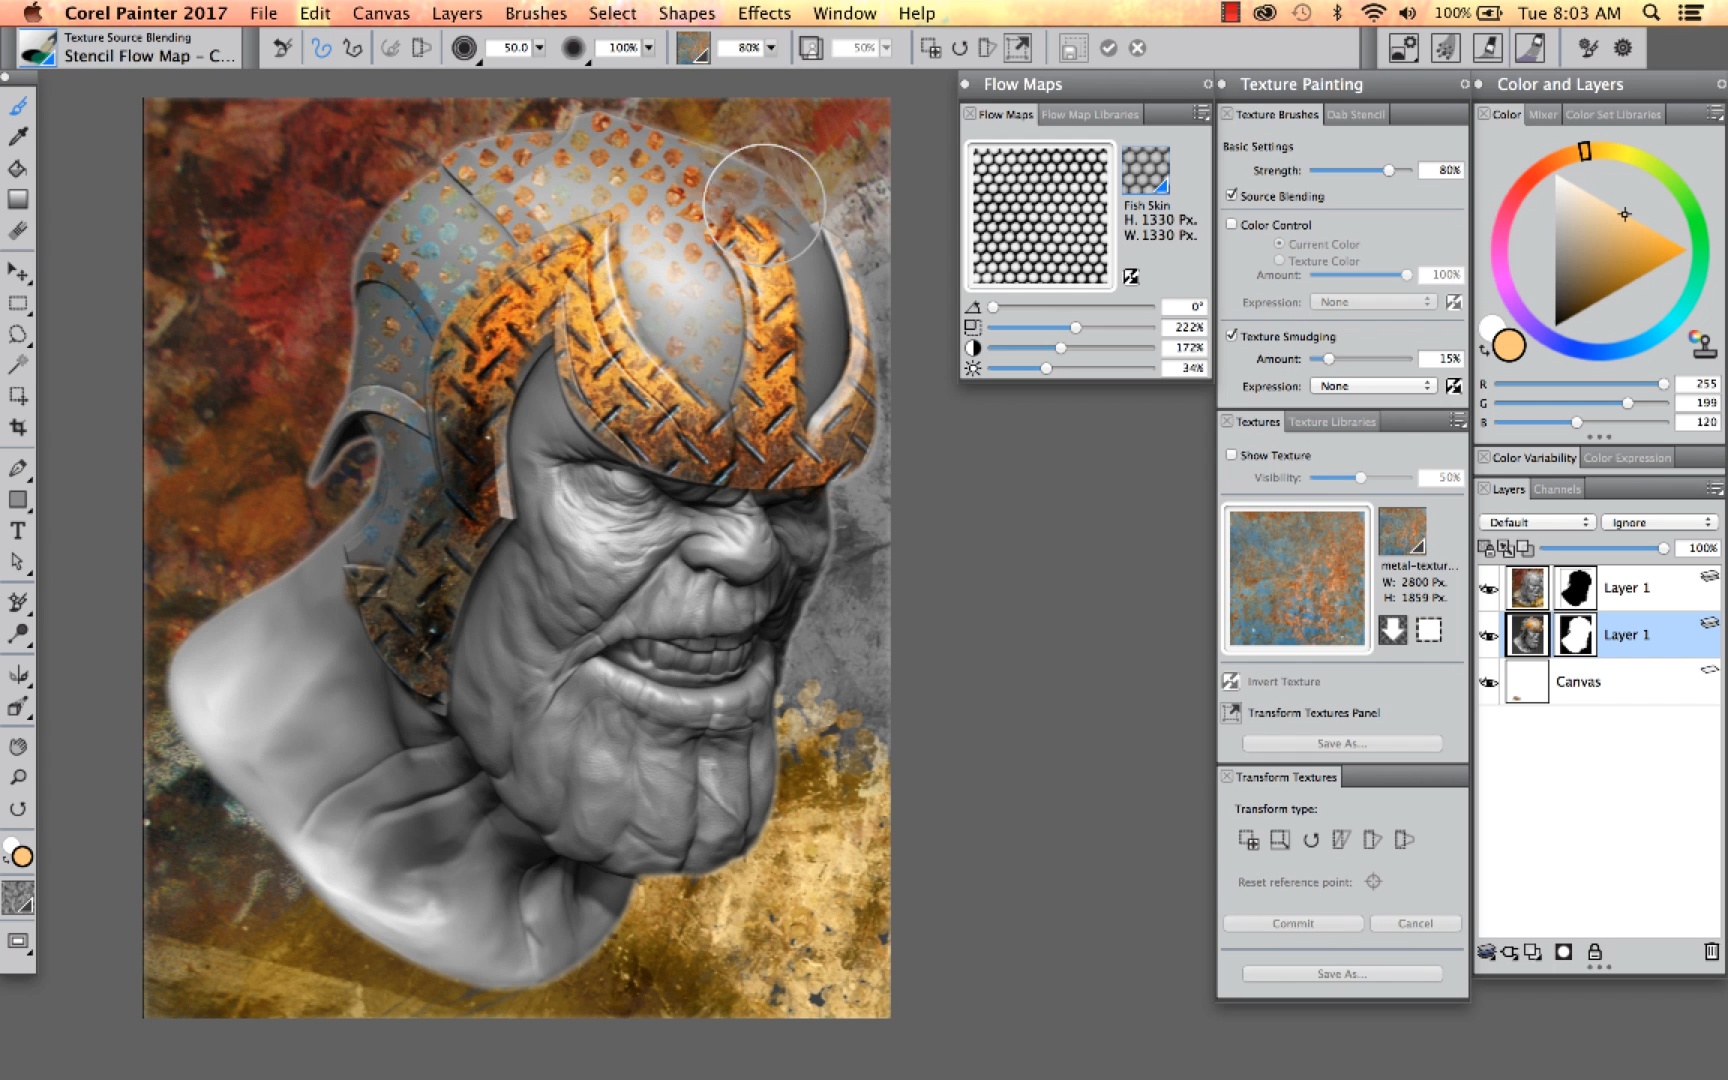 Corel Painter 2017 File Edit Canvas Layers Brushes Select Shapes Effects Window Help 100% Tue 8:03 AM
Texture Source Blending
Stencil Flow Map - C...
50.0 100% 80% 50%
Flow Maps
Flow Maps Flow Map Libraries
Fish Skin
H. 1330 Px.
W. 1330 Px.
0°
222%
172%
34%
Texture Painting
Texture Brushes Dab Stencil
Basic Settings
Strength: 80%
Source Blending
Color Control
Current Color
Texture Color
Amount: 100%
Expression: None
Texture Smudging
Amount: 15%
Expression: None
Textures Texture Libraries
Show Texture
Visibility: 50%
metal-textur...
W: 2800 Px.
H: 1859 Px.
Invert Texture
Transform Textures Panel
Save As...
Transform Textures
Transform type:
Reset reference point:
Commit Cancel
Save As...
Color and Layers
Color Mixer Color Set Libraries
R 255
G 199
B 120
Color Variability Color Expression
Layers Channels
Default Ignore
100%
Layer 1
Layer 1
Canvas
T